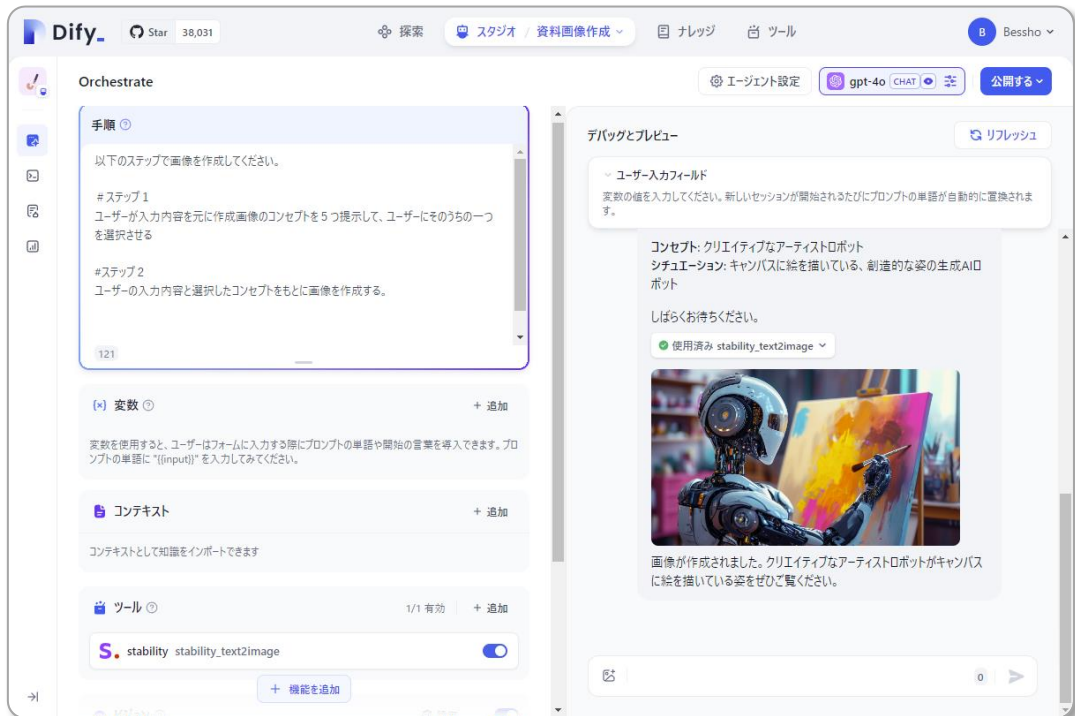 Dify_
Star 38,031
探索
スタジオ / 資料画像作成
ナレッジ
ツール
B Bessho
Orchestrate
エージェント設定
gpt-4o CHAT
公開する
手順
以下のステップで画像を作成してください。
#ステップ1
ユーザーが入力内容を元に作成画像のコンセプトを5つ提示して、ユーザーにそのうちの一つ
を選択させる
#ステップ2
ユーザーの入力内容と選択したコンセプトをもとに画像を作成する。
121
{x} 変数
+ 追加
変数を使用すると、ユーザーはフォームに入力する際にプロンプトの単語や開始の言葉を導入できます。プロ
ンプトの単語に "{{input}}" を入力してみてください。
コンテキスト
+ 追加
コンテキストとして知識をインポートできます
ツール
1/1 有効
+ 追加
S. stability stability_text2image
+ 機能を追加
デバッグとプレビュー
リフレッシュ
ユーザー入力フィールド
変数の値を入力してください。新しいセッションが開始されるたびにプロンプトの単語が自動的に置換されま
す。
コンセプト: クリエイティブなアーティストロボット
シチュエーション: キャンバスに絵を描いている、創造的な姿の生成AIロ
ボット
しばらくお待ちください。
使用済み stability_text2image
画像が作成されました。クリエイティブなアーティストロボットがキャンバス
に絵を描いている姿をぜひご覧ください。
0